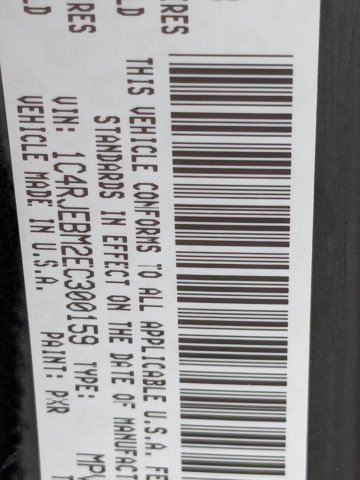 RES RES
LD LD
THIS VEHICLE CONFORMS TO ALL APPLICABLE U.S.A. FE
STANDARDS IN EFFECT ON THE DATE OF MANUFACT
VIN: 1C4RJEBM2EC300159 TYPE: MPV
VEHICLE MADE IN U.S.A. PAINT: PXR T